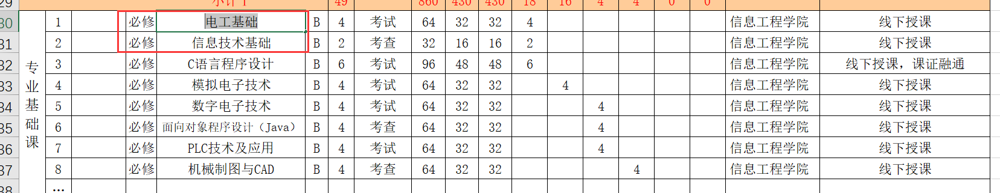 29 小计 1 49 860 430 430 18 16 4 4 0 0
30 1 必修 电工基础 B 4 考试 64 32 32 4 信息工程学院 线下授课
31 2 必修 信息技术基础 B 2 考查 32 16 16 2 信息工程学院 线下授课
32 3 必修 C语言程序设计 B 6 考试 96 48 48 6 信息工程学院 线下授课，课证融通
33 4 必修 模拟电子技术 B 4 考试 64 32 32 4 信息工程学院 线下授课
34 5 必修 数字电子技术 B 4 考试 64 32 32 4 信息工程学院 线下授课
35 6 必修 面向对象程序设计（Java） B 4 考查 64 32 32 4 信息工程学院 线下授课
36 7 必修 PLC技术及应用 B 4 考试 64 32 32 4 信息工程学院 线下授课
37 8 必修 机械制图与CAD B 4 考查 64 32 32 4 信息工程学院 线下授课
38 …
专业基础课